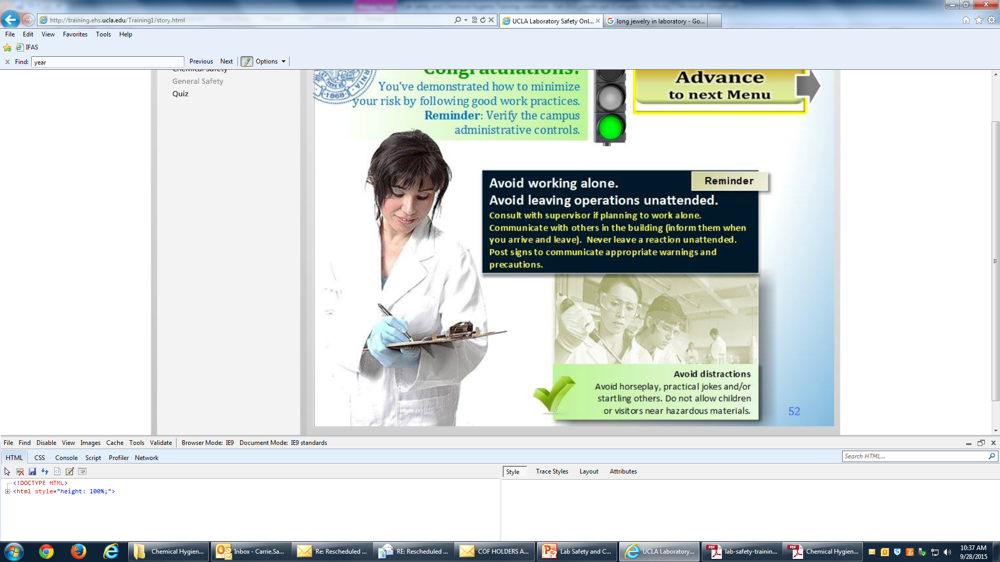 http://training.ehs.ucla.edu/Training1/story.html
UCLA Laboratory Safety Onl...
long jewelry in laboratory - Go...
File Edit View Favorites Tools Help
IFAS
Find: year Previous Next Options
Chemical Safety
General Safety
Quiz
1868
Congratulations!
You've demonstrated how to minimize
your risk by following good work practices.
Reminder: Verify the campus
administrative controls.
Advance
to next Menu
Reminder
Avoid working alone.
Avoid leaving operations unattended.
Consult with supervisor if planning to work alone.
Communicate with others in the building (inform them when
you arrive and leave). Never leave a reaction unattended.
Post signs to communicate appropriate warnings and
precautions.
Avoid distractions
Avoid horseplay, practical jokes and/or
startling others. Do not allow children
or visitors near hazardous materials.
52
File Find Disable View Images Cache Tools Validate Browser Mode: IE9 Document Mode: IE9 standards
HTML CSS Console Script Profiler Network
Search HTML...
Style Trace Styles Layout Attributes
<!DOCTYPE HTML>
<html style="height: 100%;">
Chemical Hygien...
Inbox - Carrie.Sa...
Re: Rescheduled ...
RE: Rescheduled ...
COF HOLDERS A...
Lab Safety and C...
UCLA Laboratory...
lab-safety-trainin...
Chemical Hygien...
10:37 AM
9/28/2015